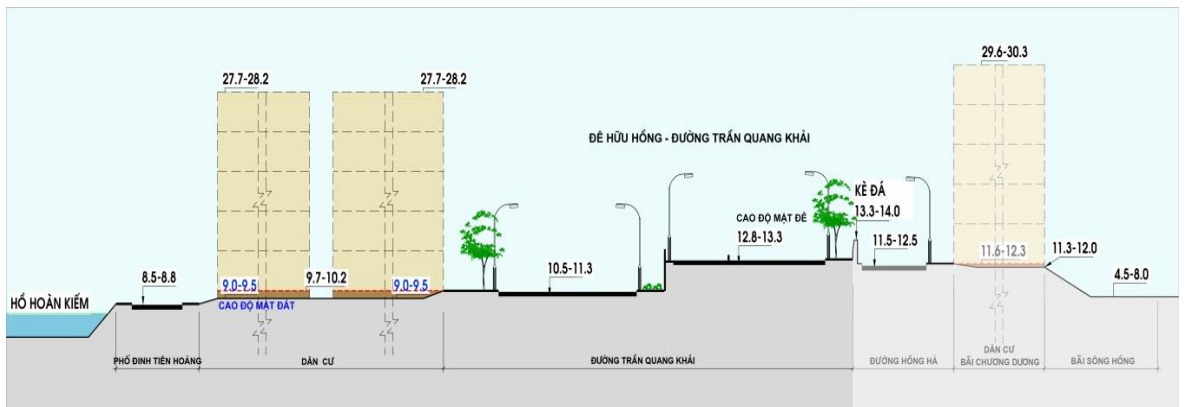 29.6-30.3
27.7-28.2
27.7-28.2
ĐÊ HỮU HỒNG - ĐƯỜNG TRẦN QUANG KHẢI
KÈ ĐÁ
13.3-14.0
CAO ĐỘ MẶT ĐÊ
12.8-13.3
11.5-12.5
11.6-12.3
11.3-12.0
HỒ HOÀN KIẾM
8.5-8.8
9.0-9.5
9.7-10.2
9.0-9.5
10.5-11.3
4.5-8.0
CAO ĐỘ MẶT ĐẤT
PHỐ ĐINH TIÊN HOÀNG
DÂN CƯ
ĐƯỜNG TRẦN QUANG KHẢI
ĐƯỜNG HỒNG HÀ
DÂN CƯ
BÃI CHƯƠNG DƯƠNG
BÃI SÔNG HỒNG